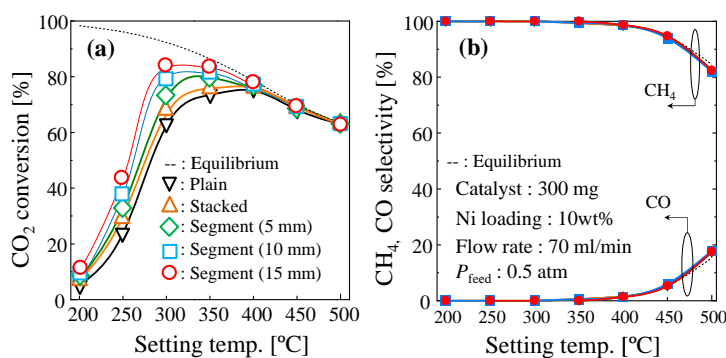 (a)
CO2 conversion [%]
100
80
60
40
20
0
200 250 300 350 400 450 500
Setting temp. [ºC]
--: Equilibrium
: Plain
: Stacked
: Segment (5 mm)
: Segment (10 mm)
: Segment (15 mm)
(b)
CH4, CO selectivity [%]
100
80
60
40
20
0
200 250 300 350 400 450 500
Setting temp. [ºC]
CH4
--: Equilibrium
Catalyst : 300 mg
Ni loading : 10wt%
Flow rate : 70 ml/min
Pfeed : 0.5 atm
CO